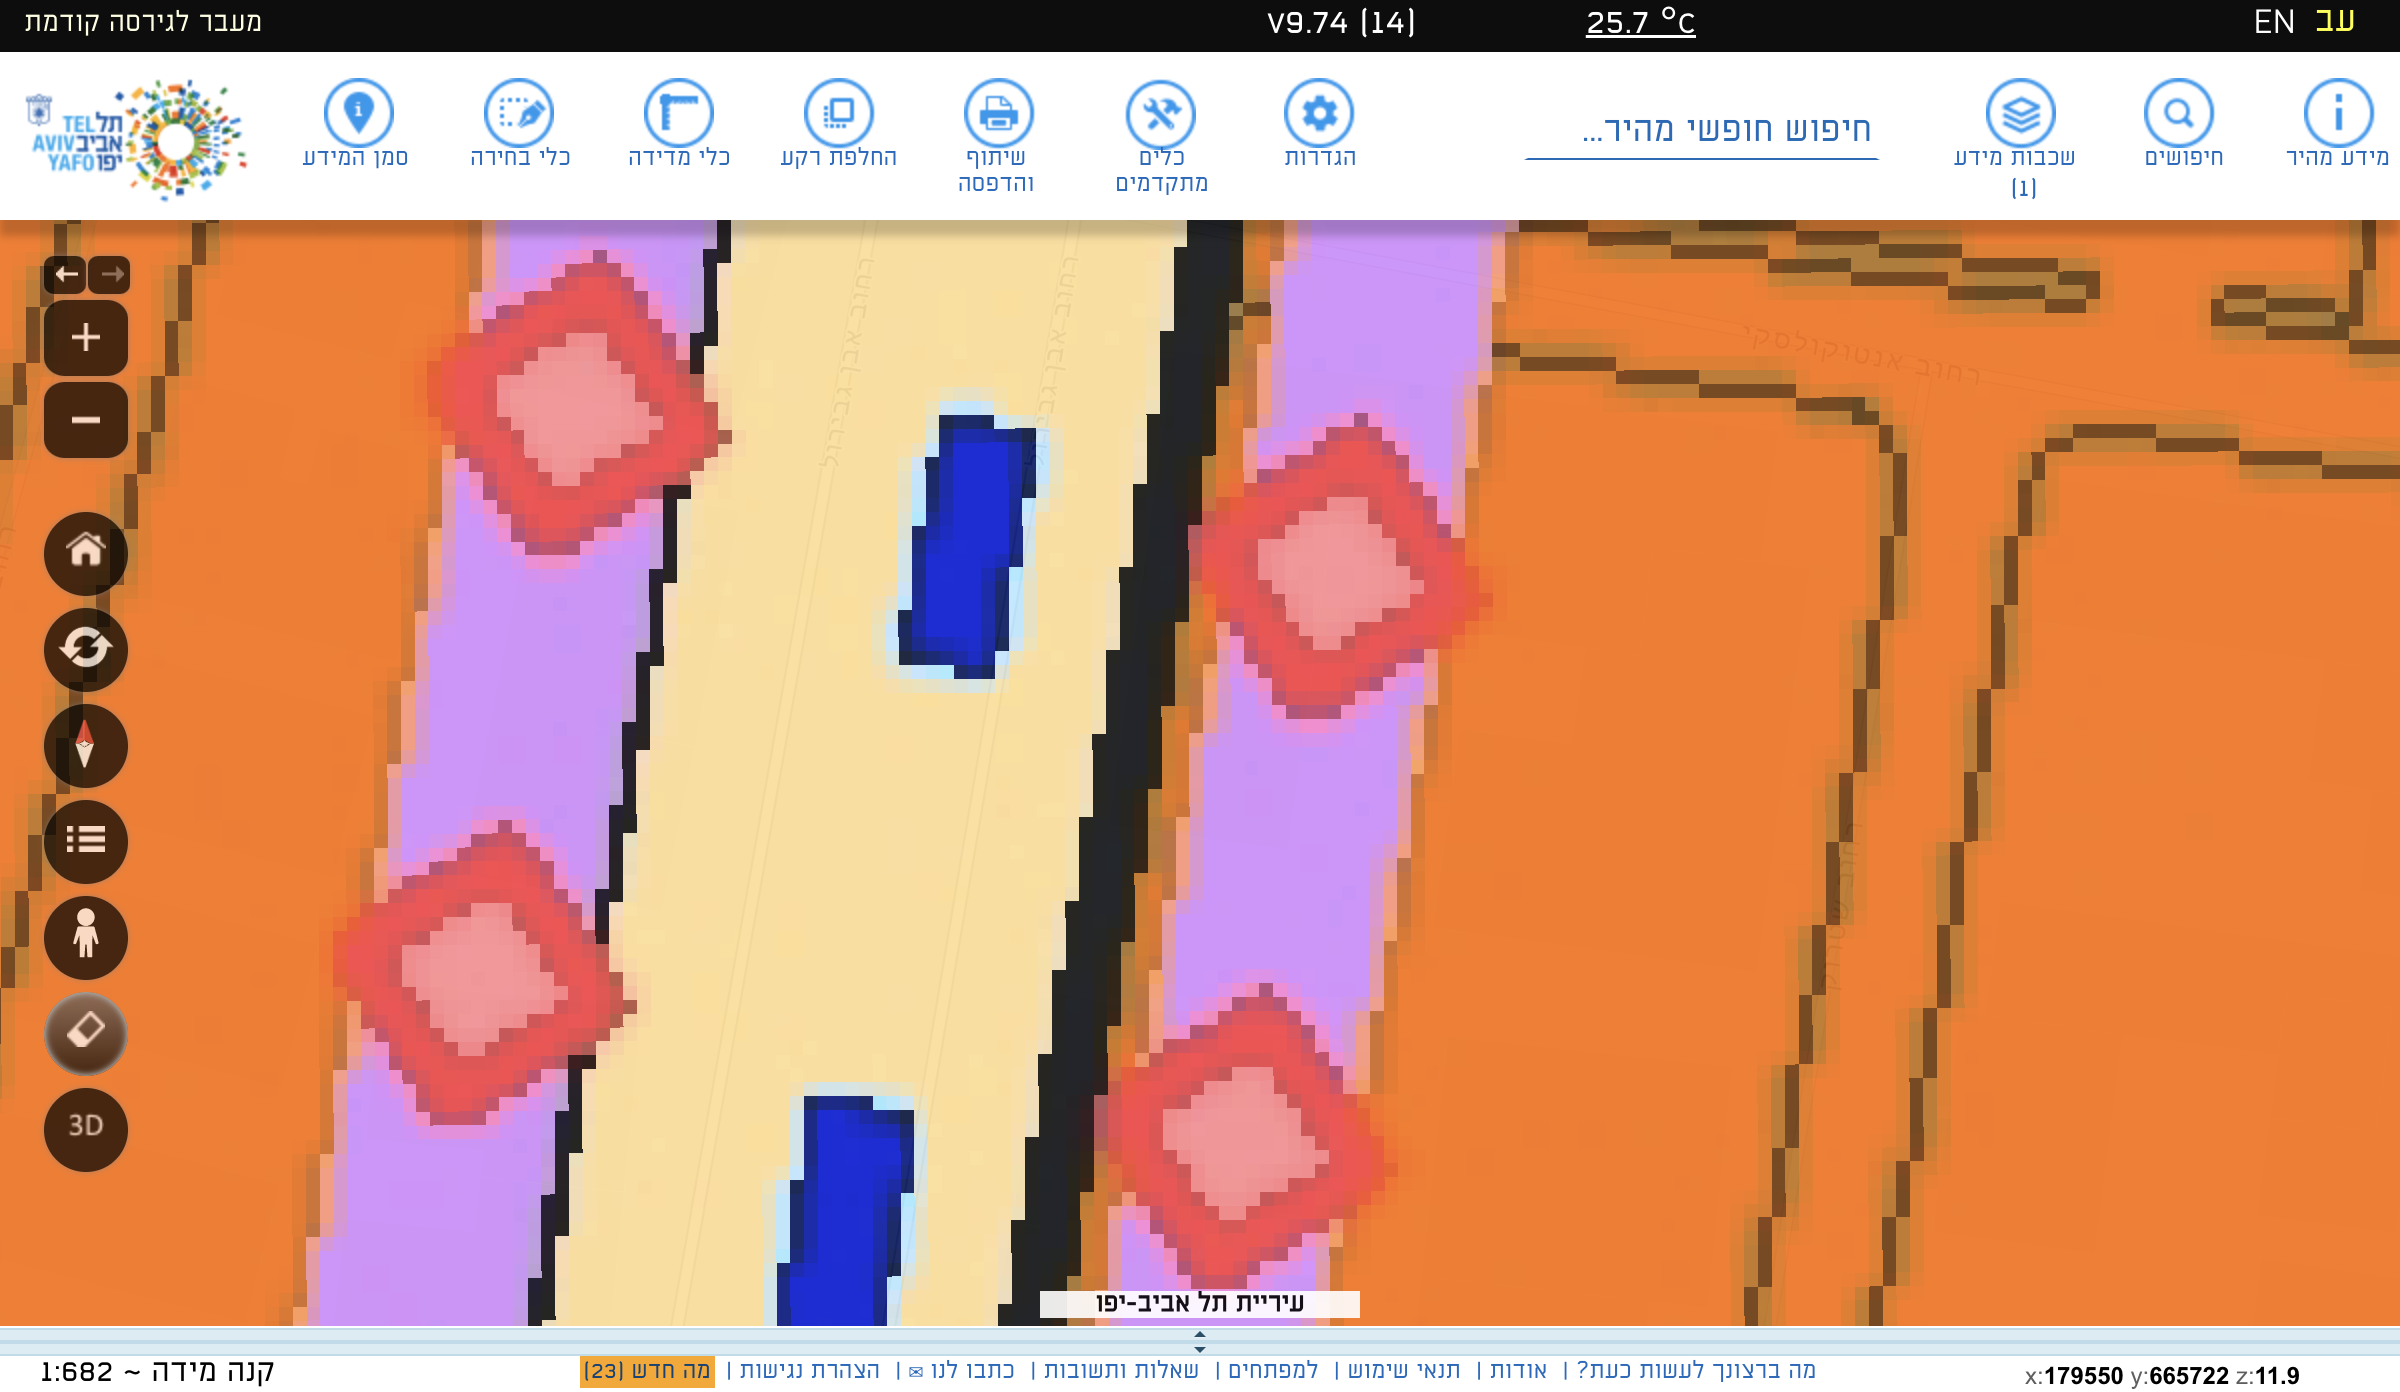 עב EN
25.7 °C
V9.74 (14)
מעבר לגירסה קודמת
מידע מהיר
חיפושים
שכבות מידע
(1)
חיפוש חופשי מהיר...
הגדרות
כלים
מתקדמים
שיתוף
והדפסה
החלפת רקע
כלי מדידה
כלי בחירה
סמן המידע
תל TEL
אביב AVIV
יפו YAFO
רחוב אבן גבירול
רחוב אבן גבירול
רחוב אנטיקולסקי
3D
עיריית תל אביב-יפו
x:179550 y:665722 z:11.9
מה ברצונך לעשות כעת? | אודות | תנאי שימוש | למפתחים | שאלות ותשובות | כתבו לנו ✉ | הצהרת נגישות | מה חדש (23)
קנה מידה ~ 1:682